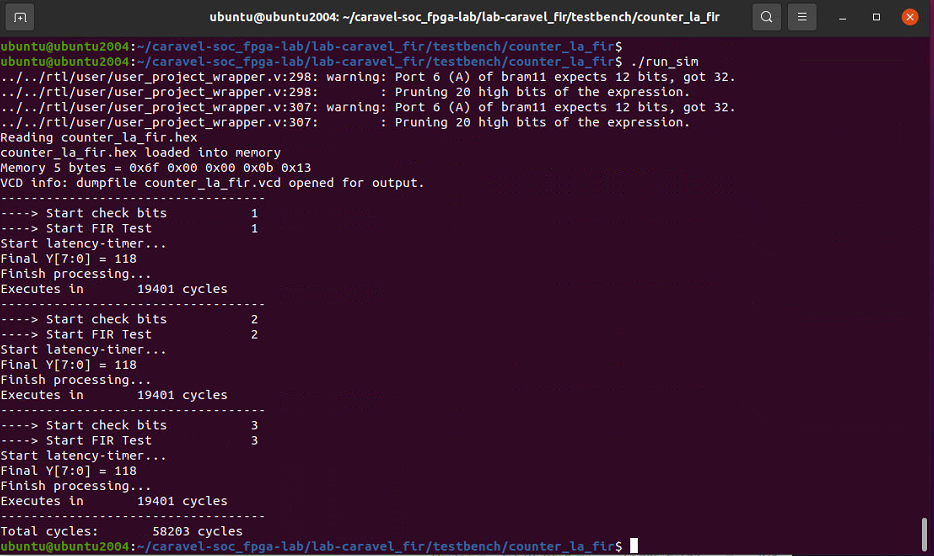 ubuntu@ubuntu2004: ~/caravel-soc_fpga-lab/lab-caravel_fir/testbench/counter_la_fir
ubuntu@ubuntu2004:~/caravel-soc_fpga-lab/lab-caravel_fir/testbench/counter_la_fir$
ubuntu@ubuntu2004:~/caravel-soc_fpga-lab/lab-caravel_fir/testbench/counter_la_fir$ ./run_sim
../../rtl/user/user_project_wrapper.v:298: warning: Port 6 (A) of bram11 expects 12 bits, got 32.
../../rtl/user/user_project_wrapper.v:298:        : Pruning 20 high bits of the expression.
../../rtl/user/user_project_wrapper.v:307: warning: Port 6 (A) of bram11 expects 12 bits, got 32.
../../rtl/user/user_project_wrapper.v:307:        : Pruning 20 high bits of the expression.
Reading counter_la_fir.hex
counter_la_fir.hex loaded into memory
Memory 5 bytes = 0x6f 0x00 0x00 0x0b 0x13
VCD info: dumpfile counter_la_fir.vcd opened for output.
-----------------------------------
----> Start check bits           1
----> Start FIR Test             1
Start latency-timer...
Final Y[7:0] = 118
Finish processing...
Executes in       19401 cycles
-----------------------------------
----> Start check bits           2
----> Start FIR Test             2
Start latency-timer...
Final Y[7:0] = 118
Finish processing...
Executes in       19401 cycles
-----------------------------------
----> Start check bits           3
----> Start FIR Test             3
Start latency-timer...
Final Y[7:0] = 118
Finish processing...
Executes in       19401 cycles
-----------------------------------
Total cycles:       58203 cycles
ubuntu@ubuntu2004:~/caravel-soc_fpga-lab/lab-caravel_fir/testbench/counter_la_fir$